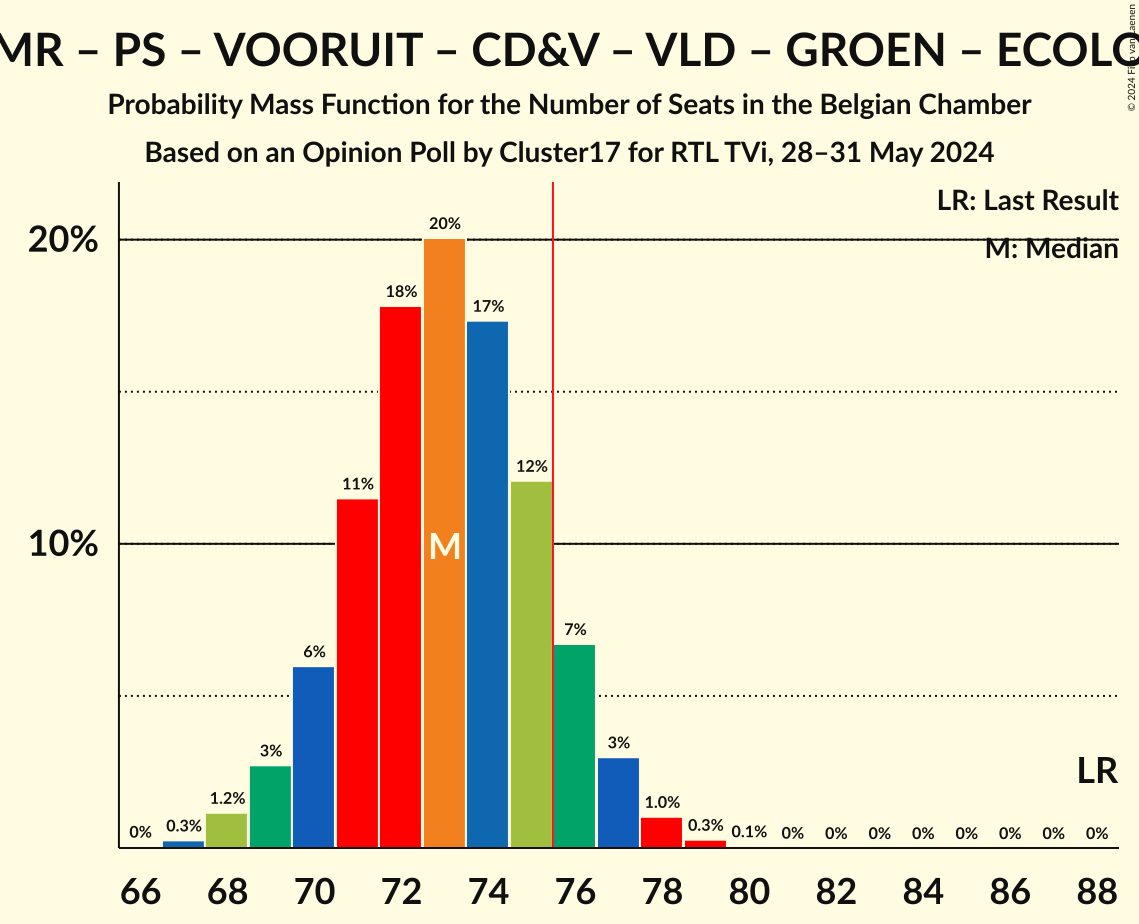 MR – PS – VOORUIT – CD&V – VLD – GROEN – ECOLO
Probability Mass Function for the Number of Seats in the Belgian Chamber
Based on an Opinion Poll by Cluster17 for RTL TVi, 28–31 May 2024
© 2024 Filip van Laenen
LR: Last Result
M: Median
20%
10%
0%
0.3%
1.2%
3%
6%
11%
18%
20%
17%
12%
7%
3%
1.0%
0.3%
0.1%
0%
0%
0%
0%
0%
0%
0%
0%
M
LR
66 68 70 72 74 76 78 80 82 84 86 88